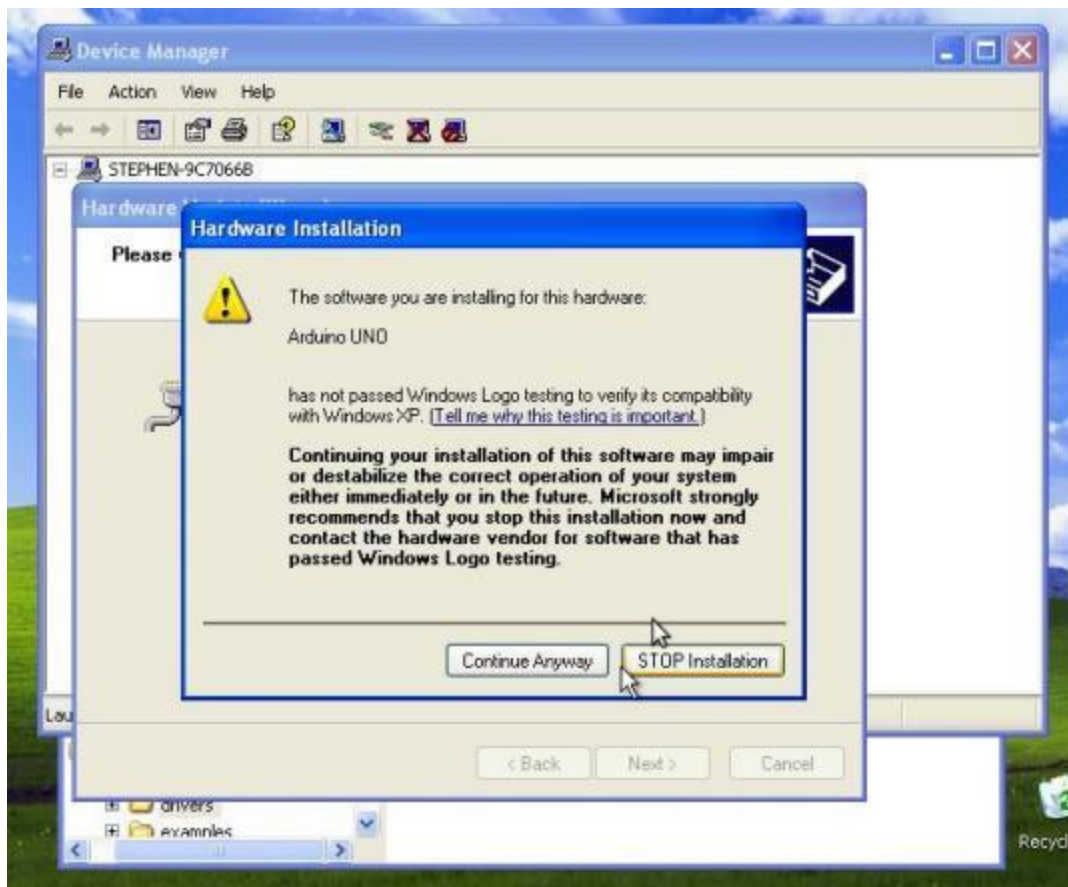 Device Manager
File Action View Help
STEPHEN-9C7066B
Hardware
Hardware Installation
Please
The software you are installing for this hardware:
Arduino UNO
has not passed Windows Logo testing to verify its compatibility
with Windows XP. (Tell me why this testing is important.)
Continuing your installation of this software may impair
or destabilize the correct operation of your system
either immediately or in the future. Microsoft strongly
recommends that you stop this installation now and
contact the hardware vendor for software that has
passed Windows Logo testing.
Continue Anyway STOP Installation
Lau
< Back Next > Cancel
drivers
examples
Recycl